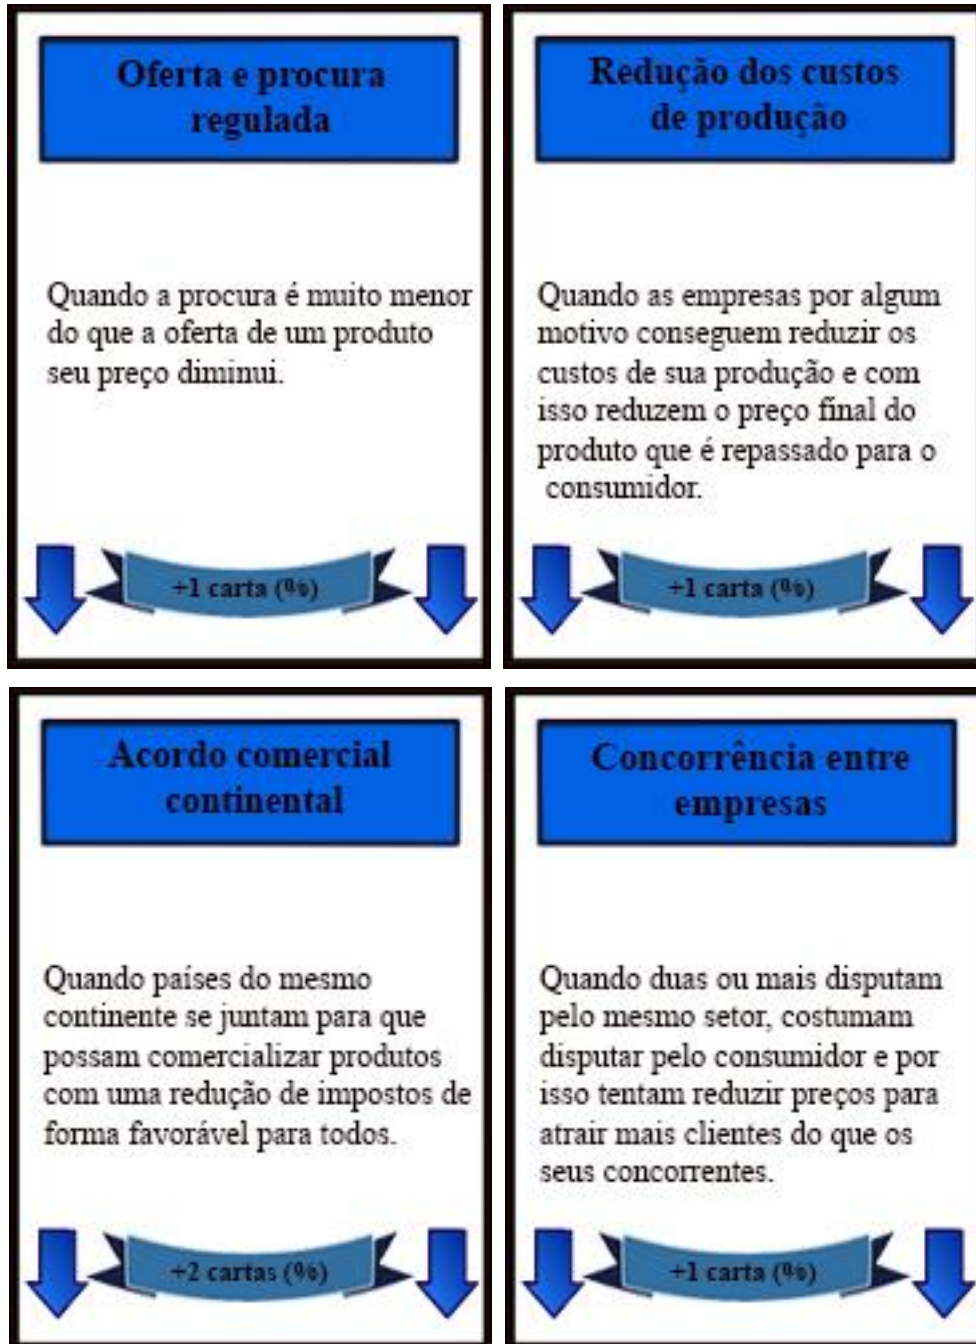 Oferta e procura
regulada
Quando a procura é muito menor
do que a oferta de um produto
seu preço diminui.
+1 carta (%)
Redução dos custos
de produção
Quando as empresas por algum
motivo conseguem reduzir os
custos de sua produção e com
isso reduzem o preço final do
produto que é repassado para o
consumidor.
+1 carta (%)
Acordo comercial
continental
Quando países do mesmo
continente se juntam para que
possam comercializar produtos
com uma redução de impostos de
forma favorável para todos.
+2 cartas (%)
Concorrência entre
empresas
Quando duas ou mais disputam
pelo mesmo setor, costumam
disputar pelo consumidor e por
isso tentam reduzir preços para
atrair mais clientes do que os
seus concorrentes.
+1 carta (%)